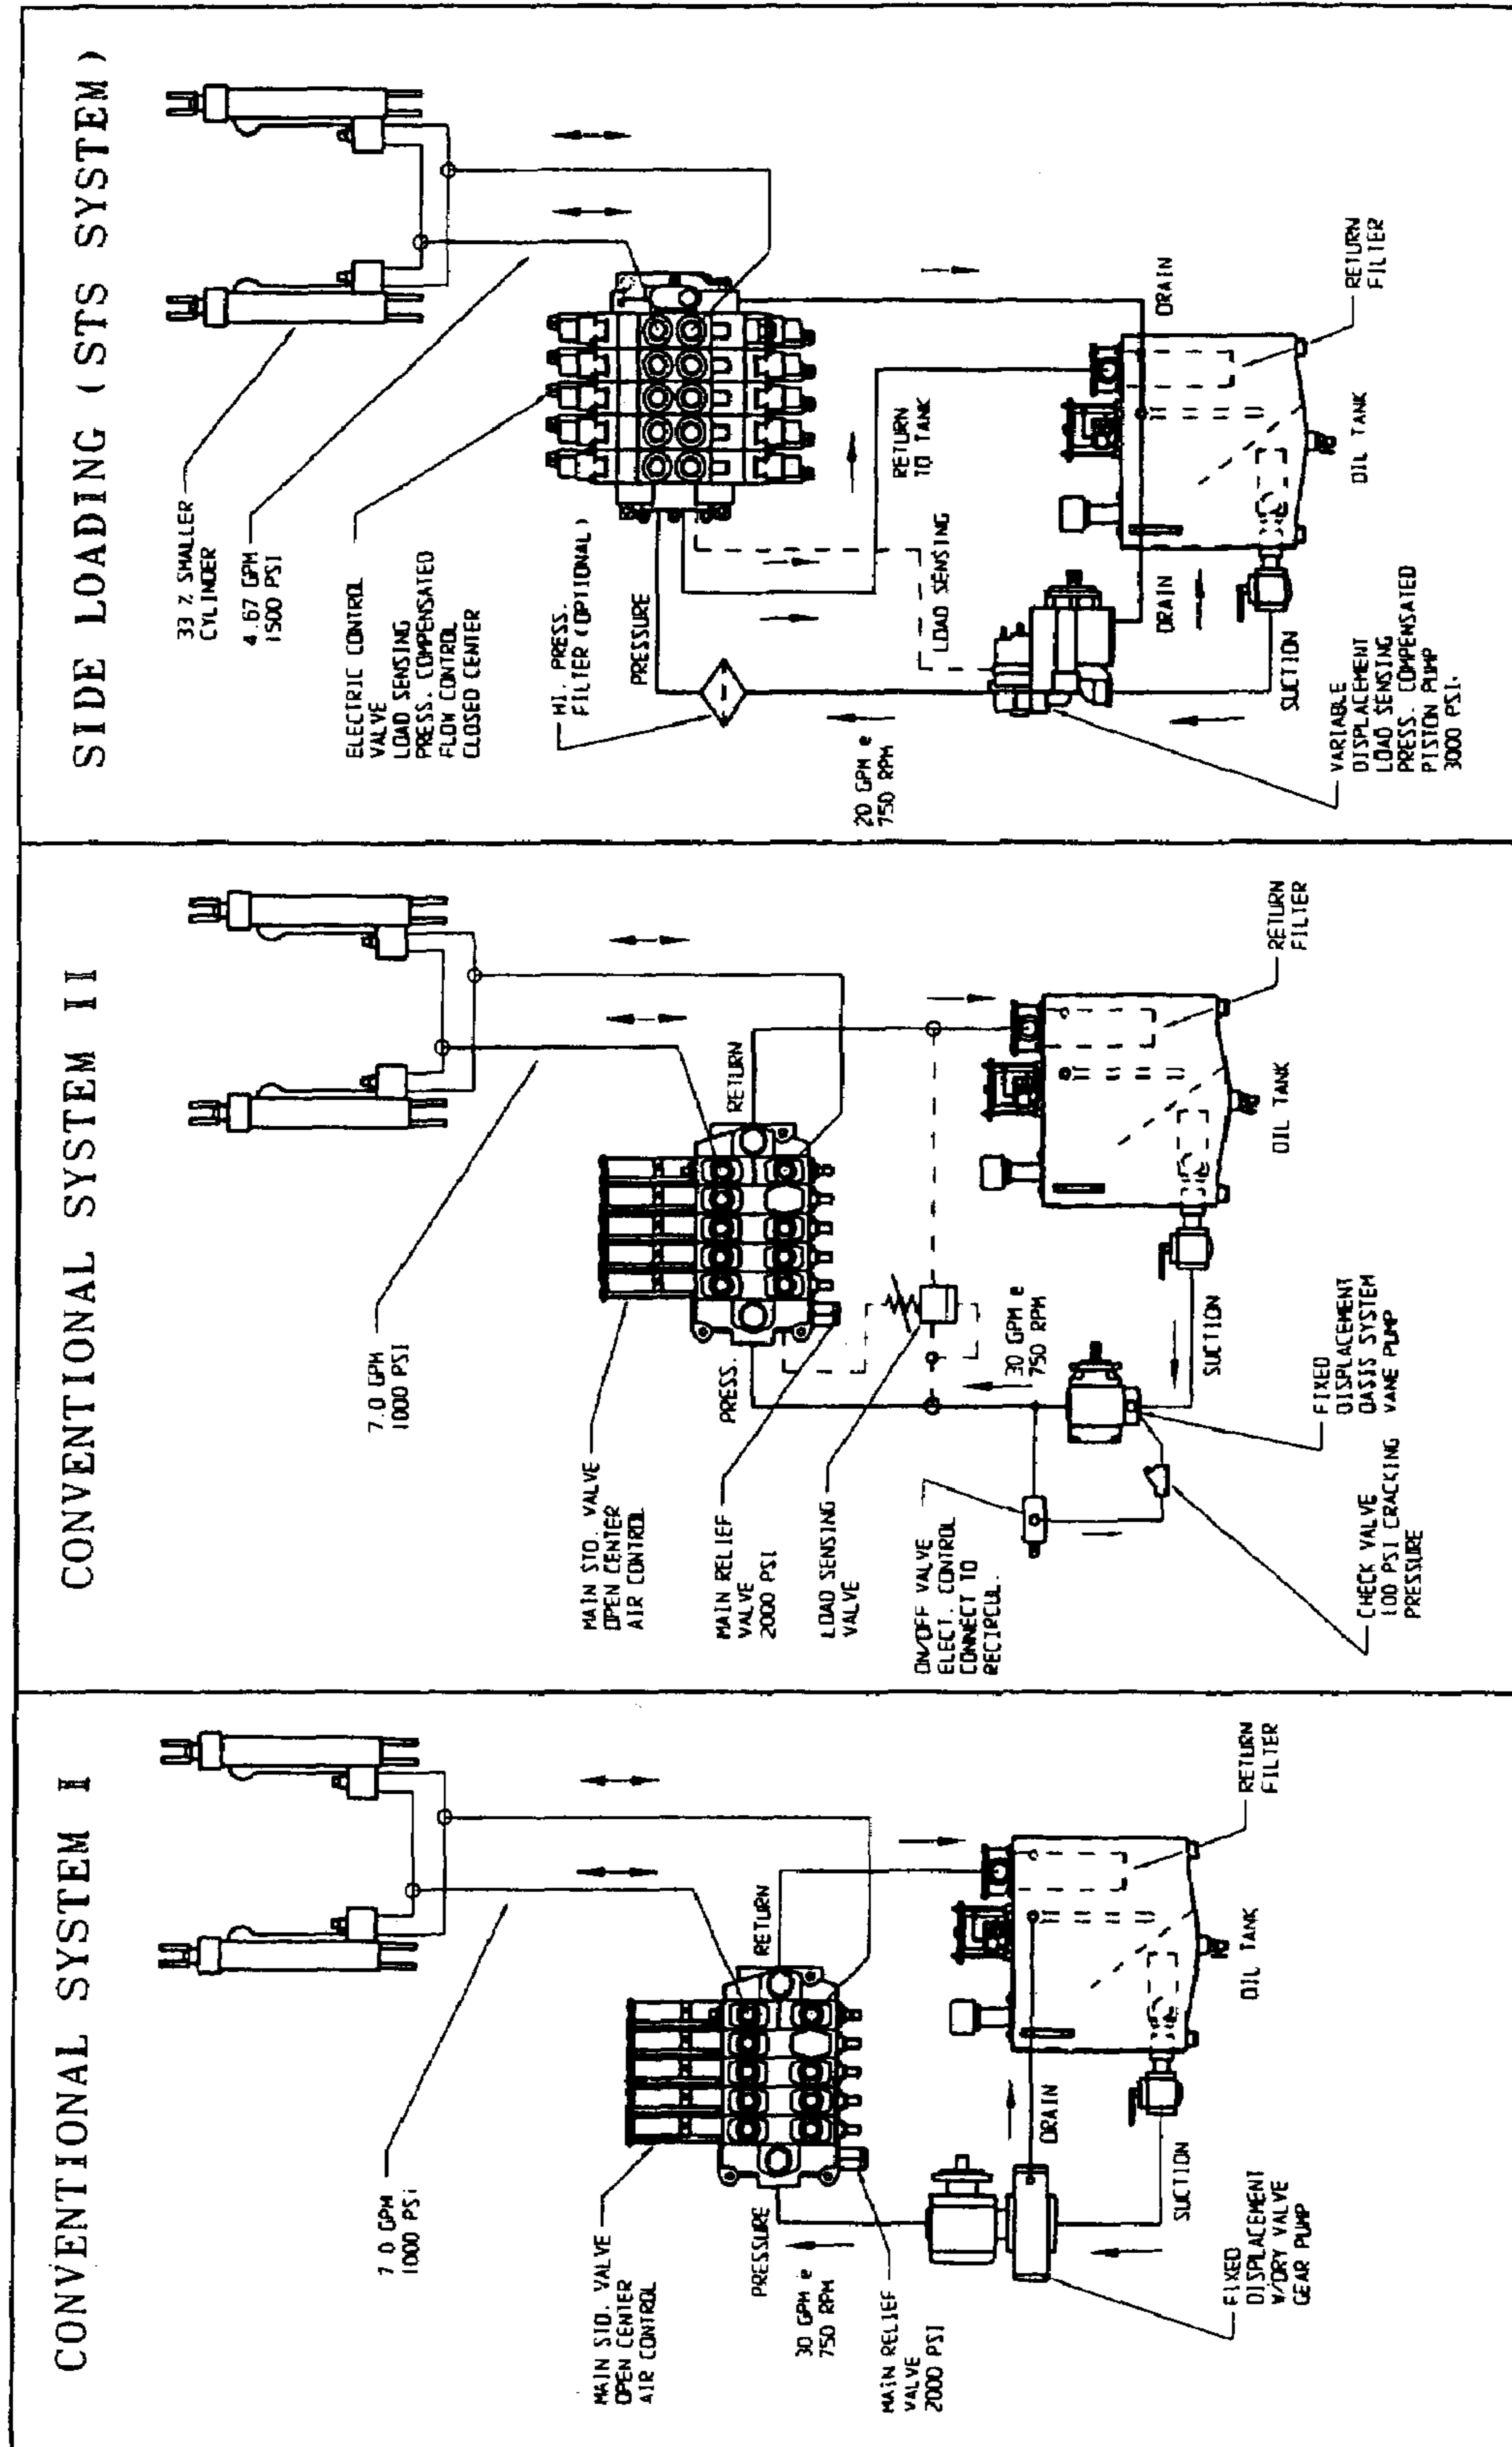 CONVENTIONAL SYSTEM I
7.0 GPM
1000 PSI
MAIN STD. VALVE
OPEN CENTER
AIR CONTROL
RETURN
PRESSURE
30 GPM @
750 RPM
MAIN RELIEF
VALVE
2000 PSI
DRAIN
SUCTION
FIXED
DISPLACEMENT
W/DRY VALVE
GEAR PUMP
OIL TANK
RETURN
FILTER
CONVENTIONAL SYSTEM II
7.0 GPM
1000 PSI
MAIN STD. VALVE
OPEN CENTER
AIR CONTROL
RETURN
PRESS.
MAIN RELIEF
VALVE
2000 PSI
LOAD SENSING
VALVE
30 GPM @
750 RPM
ON/OFF VALVE
ELECT. CONTROL
CONNECT TO
RECIRCUL.
SUCTION
FIXED
DISPLACEMENT
OASIS SYSTEM
VANE PUMP
CHECK VALVE
100 PSI CRACKING
PRESSURE
OIL TANK
RETURN
FILTER
SIDE LOADING (STS SYSTEM)
33 % SMALLER
CYLINDER
4.67 GPM
1500 PSI
ELECTRIC CONTROL
VALVE
LOAD SENSING
PRESS. COMPENSATED
FLOW CONTROL
CLOSED CENTER
HI. PRESS.
FILTER (OPTIONAL)
PRESSURE
LOAD SENSING
RETURN
TO TANK
20 GPM @
750 RPM
DRAIN
DRAIN
SUCTION
VARIABLE
DISPLACEMENT
LOAD SENSING
PRESS. COMPENSATED
PISTON PUMP
3000 PSI.
OIL TANK
RETURN
FILTER